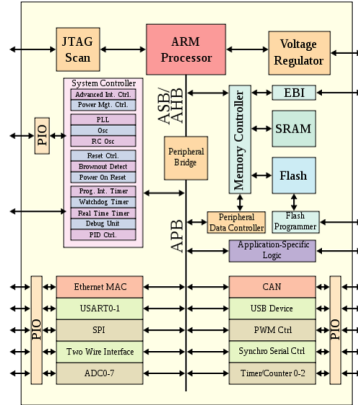 JTAG
Scan
ARM
Processor
Voltage
Regulator
System Controller
Advanced Int. Ctrl.
Power Mgt. Ctrl.
PLL
Osc
RC Osc
Reset Ctrl.
Brownout Detect
Power On Reset
Prog. Int. Timer
Watchdog Timer
Real Time Timer
Debug Unit
PID Ctrl.
PIO
ASB/
AHB
Peripheral
Bridge
APB
Memory Controller
EBI
SRAM
Flash
Peripheral
Data Controller
Flash
Programmer
Application-Specific
Logic
PIO
Ethernet MAC
USART0-1
SPI
Two Wire Interface
ADC0-7
CAN
USB Device
PWM Ctrl
Synchro Serial Ctrl
Timer/Counter 0-2
PIO